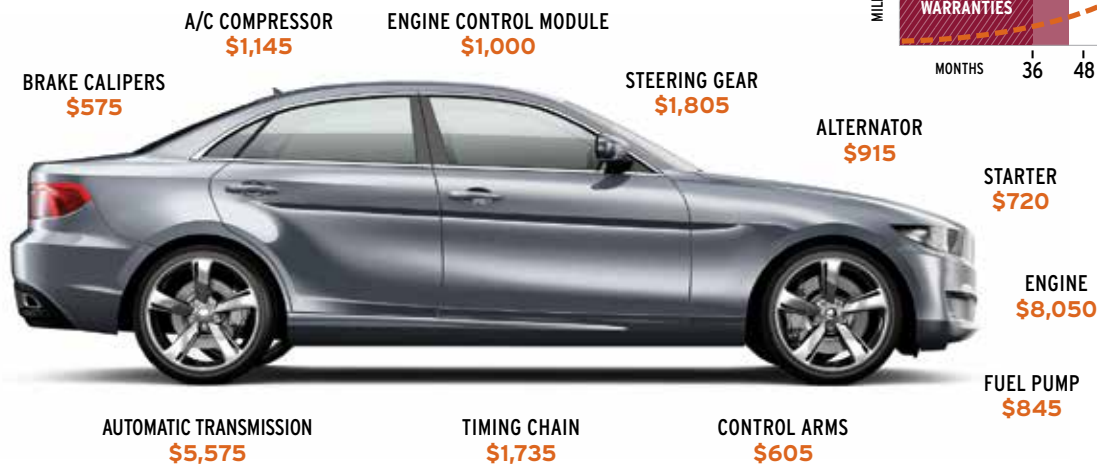 A/C COMPRESSOR
$1,145
ENGINE CONTROL MODULE
$1,000
WARRANTIES
MONTHS 36 48
BRAKE CALIPERS
$575
STEERING GEAR
$1,805
ALTERNATOR
$915
STARTER
$720
ENGINE
$8,050
FUEL PUMP
$845
AUTOMATIC TRANSMISSION
$5,575
TIMING CHAIN
$1,735
CONTROL ARMS
$605